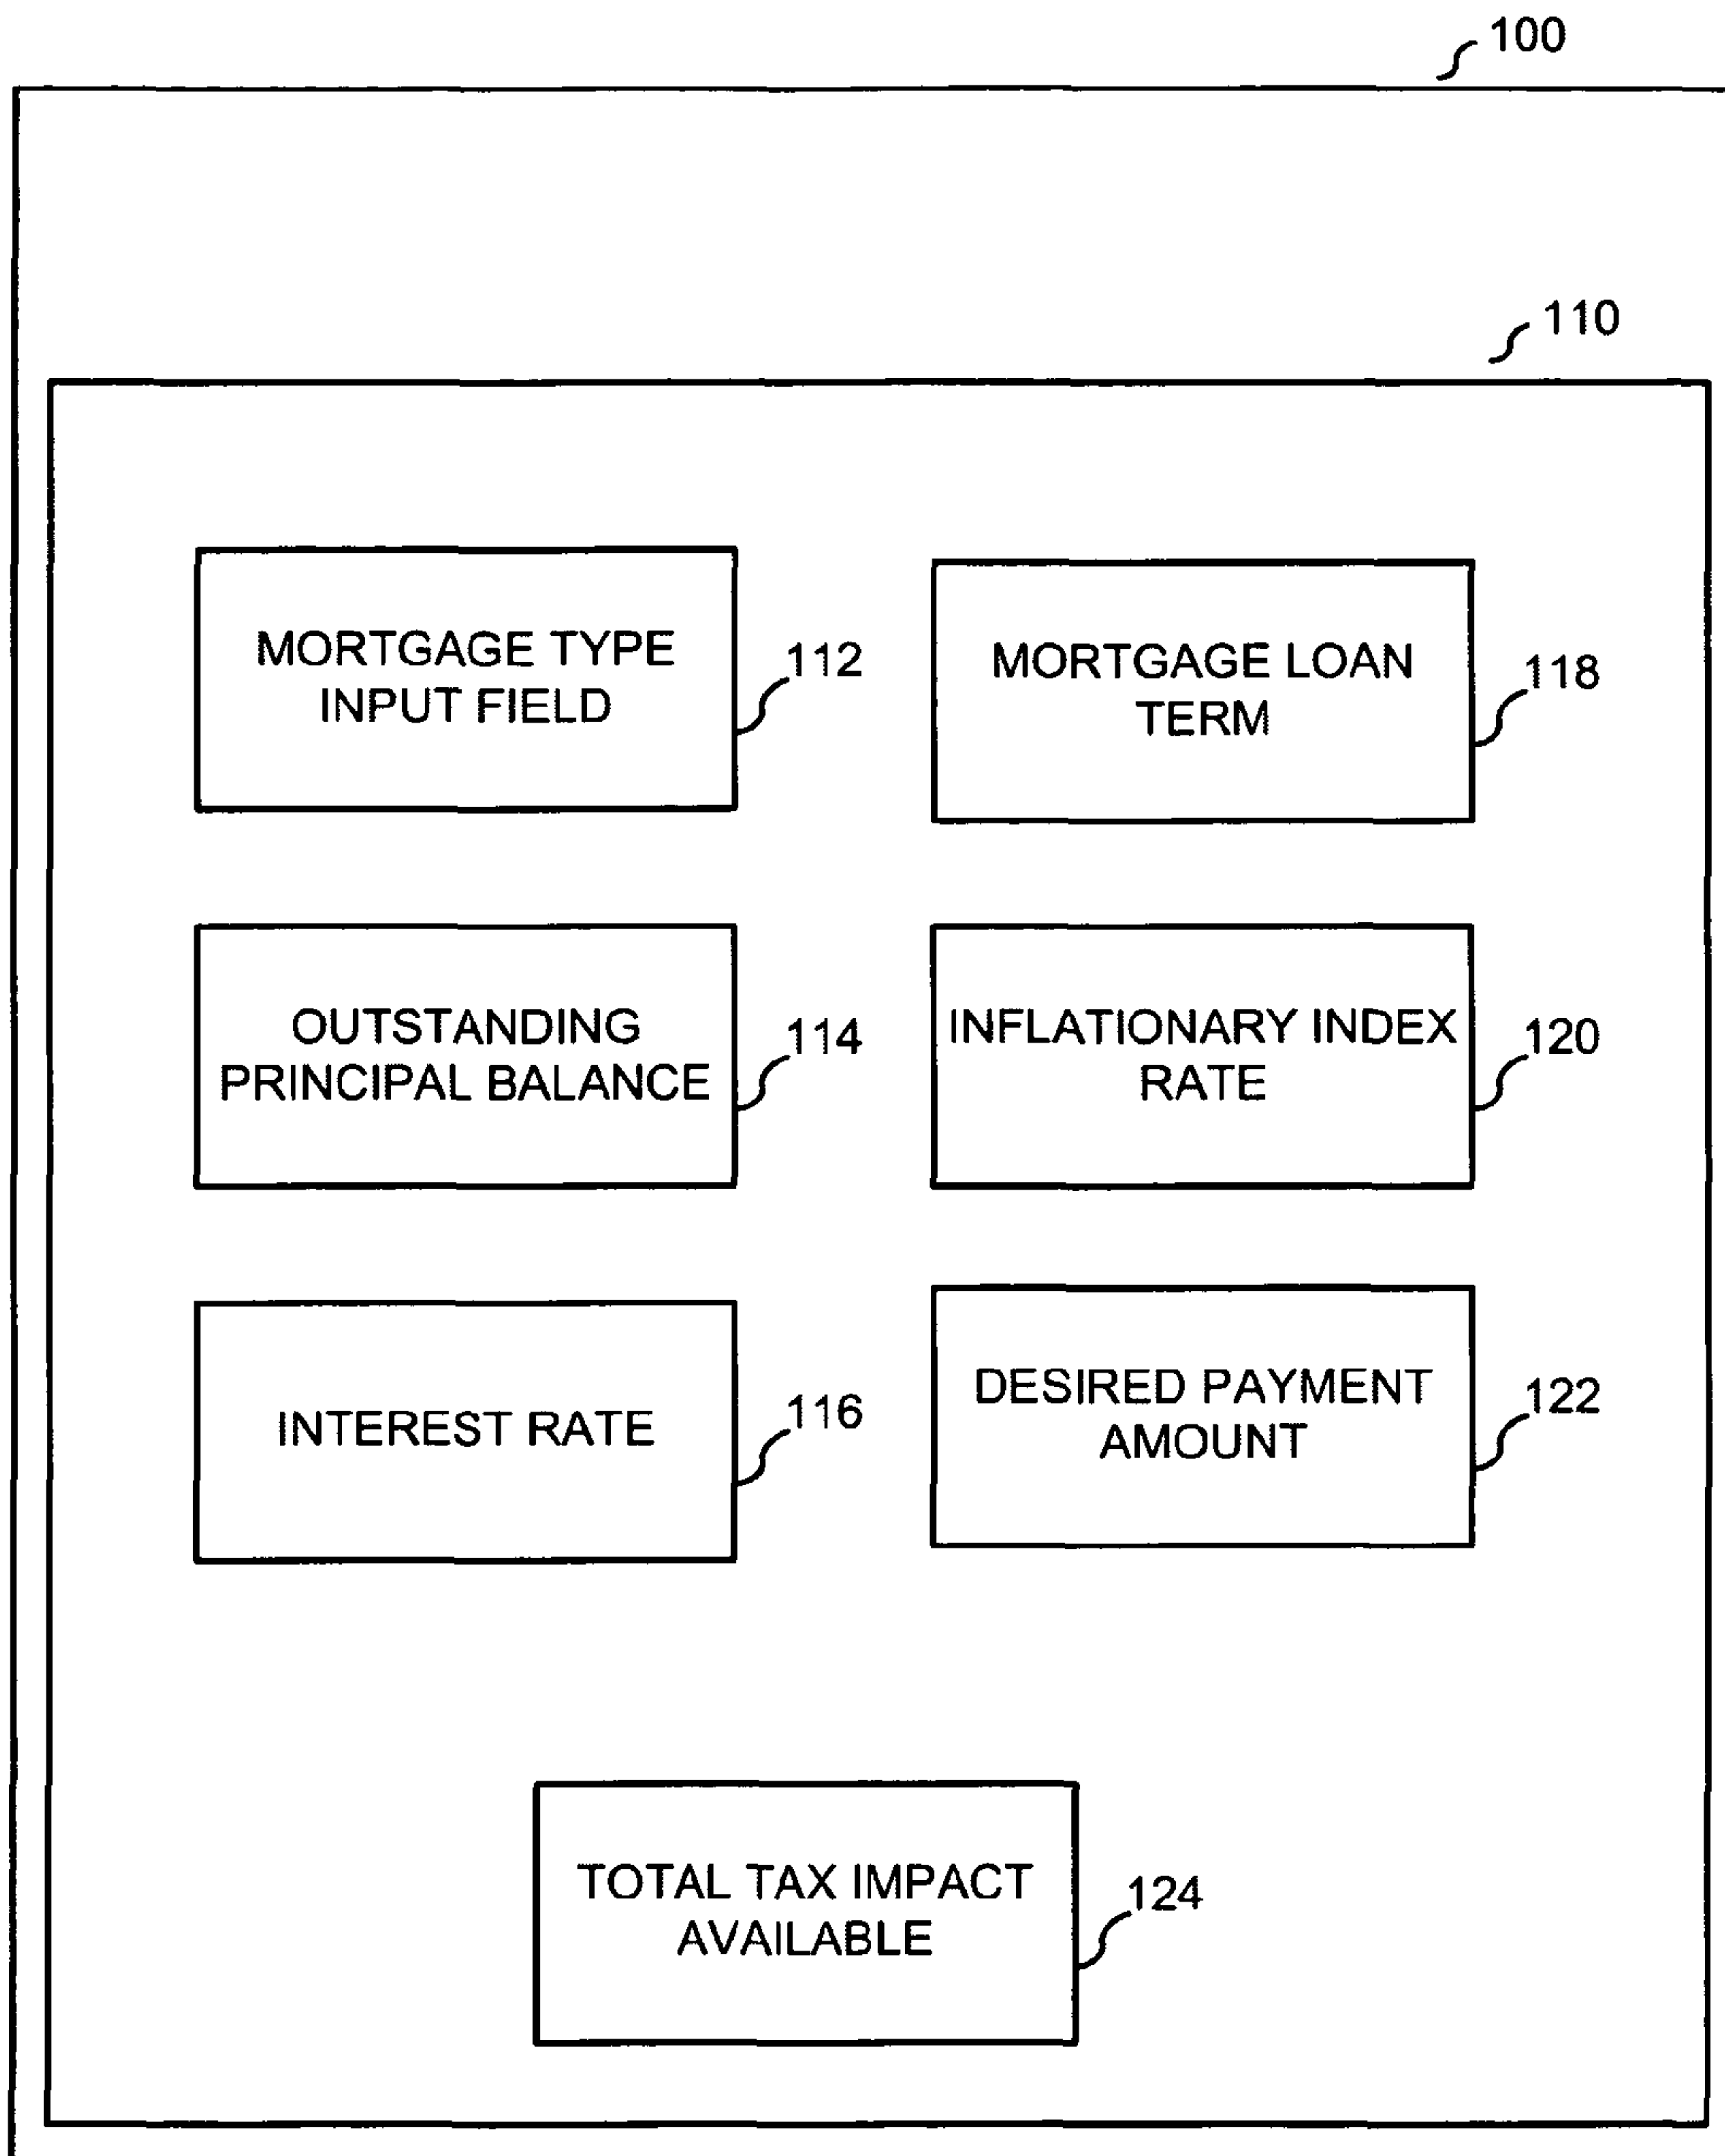 100
110
MORTGAGE TYPE
INPUT FIELD
112
MORTGAGE LOAN
TERM
118
OUTSTANDING
PRINCIPAL BALANCE
114
INFLATIONARY INDEX
RATE
120
INTEREST RATE
116
DESIRED PAYMENT
AMOUNT
122
TOTAL TAX IMPACT
AVAILABLE
124